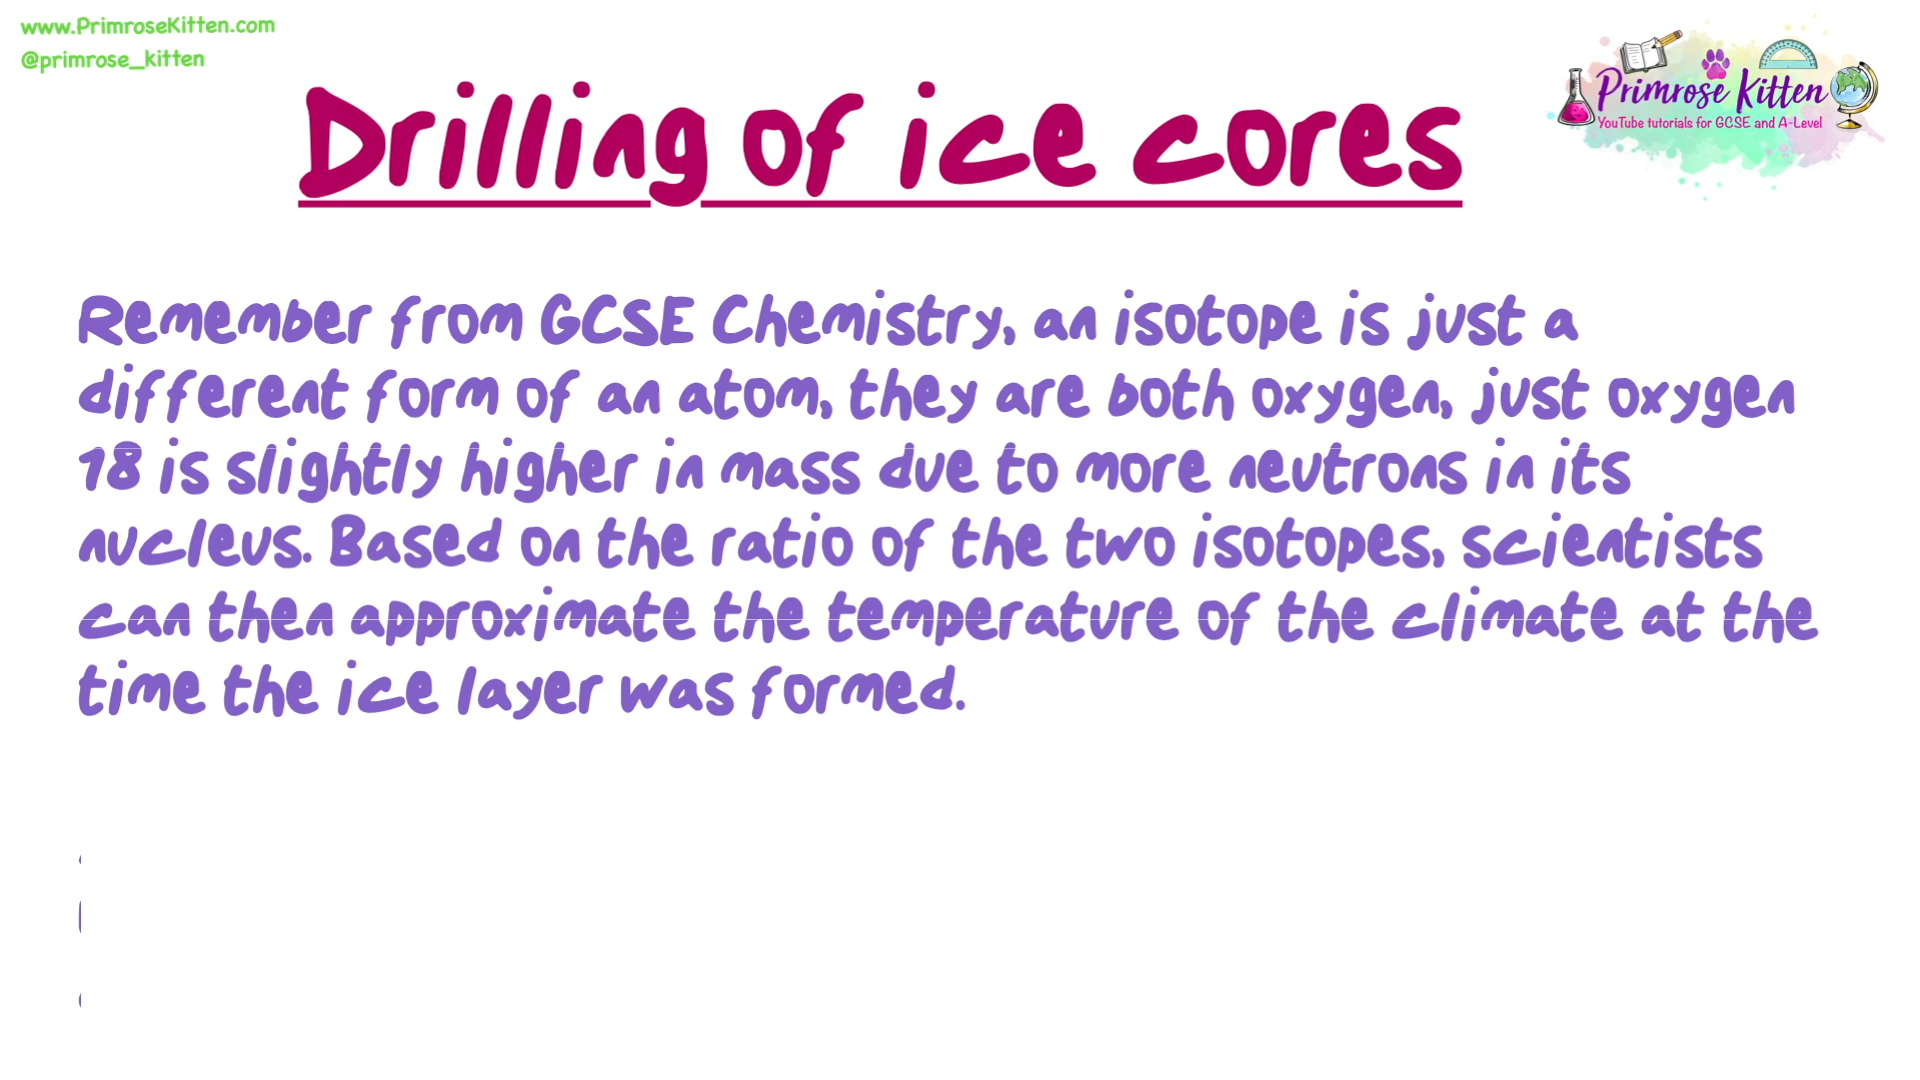 www.PrimroseKitten.com
@primrose_kitten
Primrose Kitten
YouTube tutorials for GCSE and A-Level
Drilling of ice cores
Remember from GCSE Chemistry, an isotope is just a
different form of an atom, they are both oxygen, just oxygen
18 is slightly higher in mass due to more neutrons in its
nucleus. Based on the ratio of the two isotopes, scientists
can then approximate the temperature of the climate at the
time the ice layer was formed.